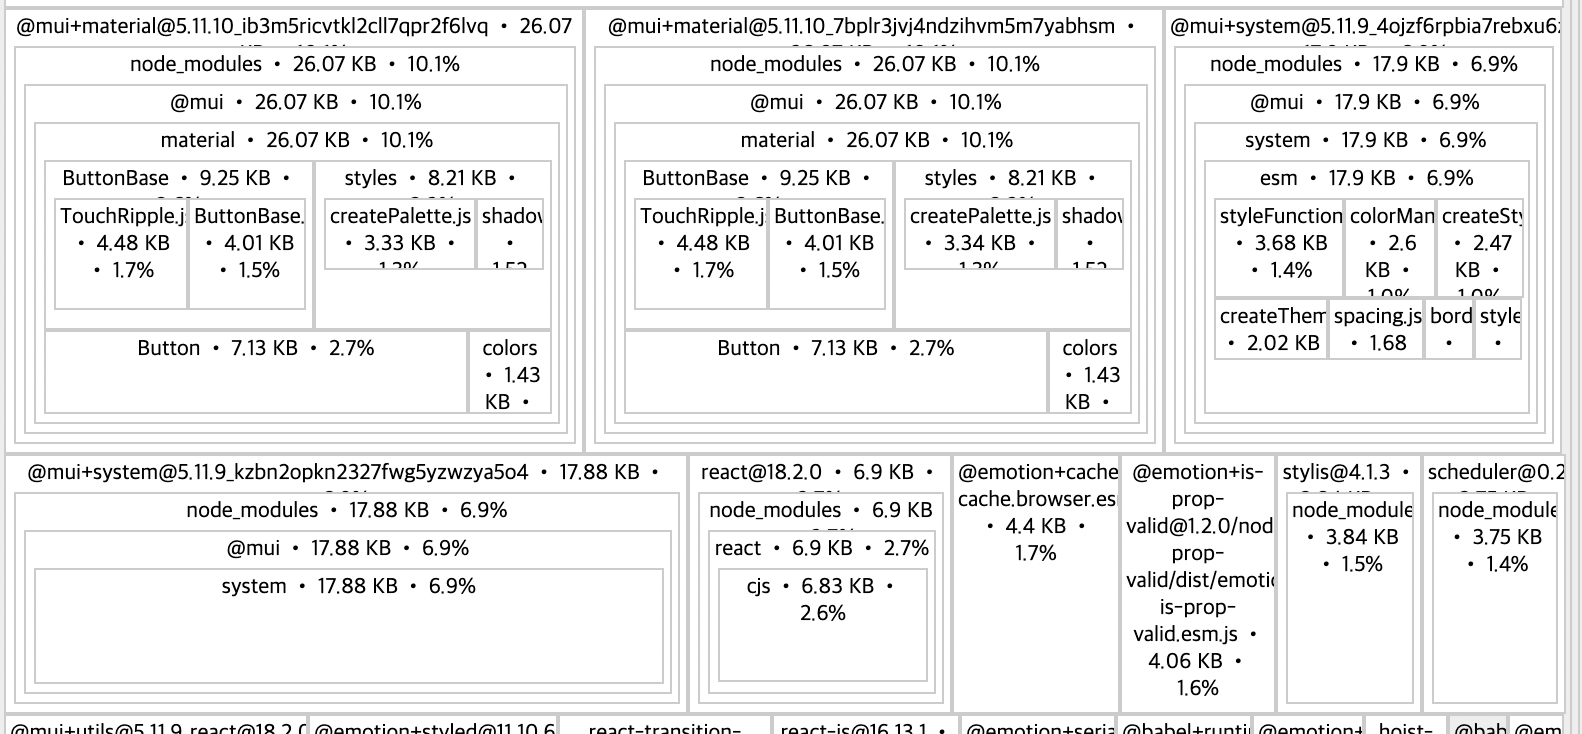 @mui+material@5.11.10_ib3m5ricvtkl2cll7qpr2f6lvq • 26.07
node_modules • 26.07 KB • 10.1%
@mui • 26.07 KB • 10.1%
material • 26.07 KB • 10.1%
ButtonBase • 9.25 KB •
TouchRipple.j
• 4.48 KB
• 1.7%
ButtonBase.
• 4.01 KB
• 1.5%
styles • 8.21 KB •
createPalette.js
• 3.33 KB •
1.3%
shadov
•
1.52
Button • 7.13 KB • 2.7%
colors
• 1.43
KB •
@mui+material@5.11.10_7bplr3jvj4ndzihvm5m7yabhsm •
node_modules • 26.07 KB • 10.1%
@mui • 26.07 KB • 10.1%
material • 26.07 KB • 10.1%
ButtonBase • 9.25 KB •
TouchRipple.j
• 4.48 KB
• 1.7%
ButtonBase.
• 4.01 KB
• 1.5%
styles • 8.21 KB •
createPalette.js
• 3.34 KB •
1.3%
shadov
•
1.52
Button • 7.13 KB • 2.7%
colors
• 1.43
KB •
@mui+system@5.11.9_4ojzf6rpbia7rebxu6z
node_modules • 17.9 KB • 6.9%
@mui • 17.9 KB • 6.9%
system • 17.9 KB • 6.9%
esm • 17.9 KB • 6.9%
styleFunction
• 3.68 KB
• 1.4%
colorMan
• 2.6
KB •
1.0%
createSty
• 2.47
KB •
1.0%
createThem
• 2.02 KB
spacing.js
• 1.68
bord
•
style
•
@mui+system@5.11.9_kzbn2opkn2327fwg5yzwzya5o4 • 17.88 KB •
node_modules • 17.88 KB • 6.9%
@mui • 17.88 KB • 6.9%
system • 17.88 KB • 6.9%
react@18.2.0 • 6.9 KB •
node_modules • 6.9 KB
react • 6.9 KB • 2.7%
cjs • 6.83 KB •
2.6%
@emotion+cache
cache.browser.es
• 4.4 KB •
1.7%
@emotion+is-
prop-
valid@1.2.0/nod
prop-
valid/dist/emotic
is-prop-
valid.esm.js •
4.06 KB •
1.6%
stylis@4.1.3 •
node_module
• 3.84 KB
• 1.5%
scheduler@0.2
node_module
• 3.75 KB
• 1.4%
@mui+utils@5.11.9_react@18.2.0
@emotion+styled@11.10.6
react-transition-
react-is@16.13.1 •
@emotion+seria
@babel+runti
@emotion+
hoist-
@bab
@em